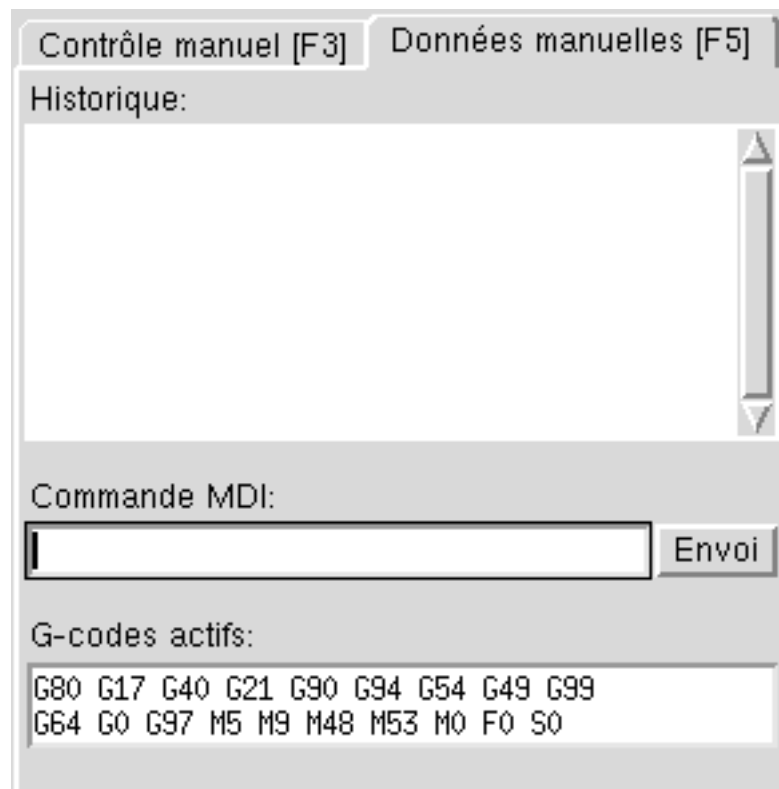 Contrôle manuel [F3]
Données manuelles [F5]
Historique:
Commande MDI:
Envoi
G-codes actifs:
G80 G17 G40 G21 G90 G94 G54 G49 G99
G64 G0 G97 M5 M9 M48 M53 M0 F0 S0